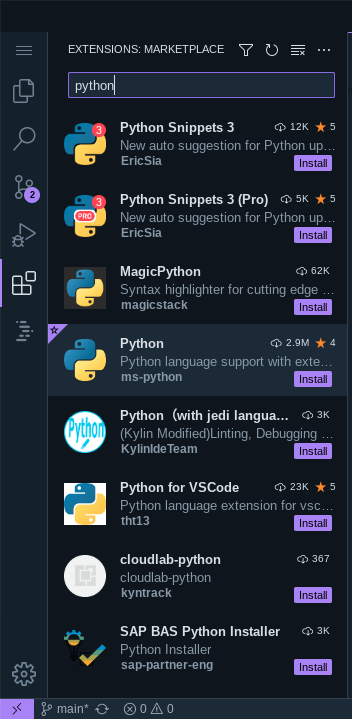 EXTENSIONS: MARKETPLACE
python
3
Python Snippets 3 12K 5
New auto suggestion for Python up…
EricSia Install
3
PRO
Python Snippets 3 (Pro) 5K 5
New auto suggestion for Python up…
EricSia Install
2
MagicPython 62K
Syntax highlighter for cutting edge …
magicstack Install
Python 2.9M 4
Python language support with exte…
ms-python Install
Python
Python（with jedi langua… 3K
(Kylin Modified)Linting, Debugging …
KylinIdeTeam Install
Python for VSCode 23K 5
Python language extension for vsc…
tht13 Install
cloudlab-python 367
cloudlab-python
kyntrack Install
SAP BAS Python Installer 3K
Python Installer
sap-partner-eng Install
main* 0 0